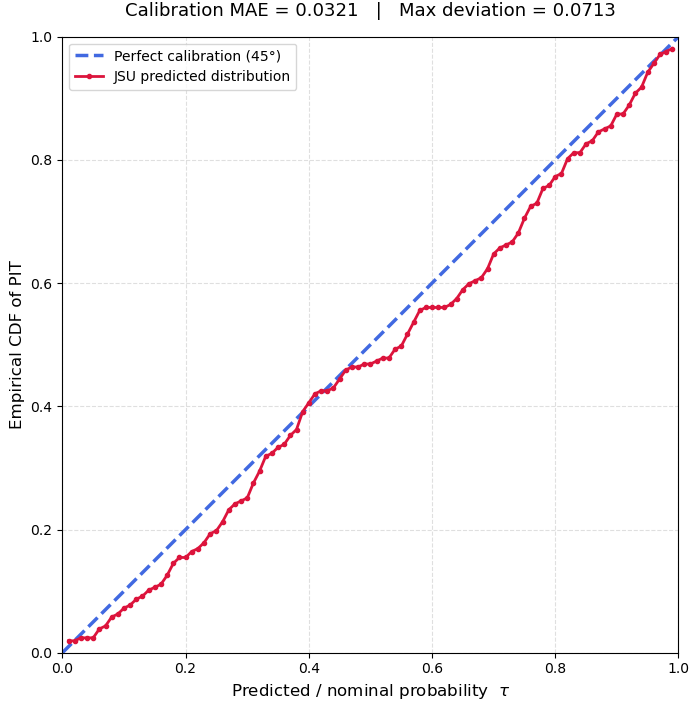 Calibration MAE = 0.0321 | Max deviation = 0.0713
Perfect calibration (45°)
JSU predicted distribution
Empirical CDF of PIT
1.0
0.8
0.6
0.4
0.2
0.0
0.0 0.2 0.4 0.6 0.8 1.0
Predicted / nominal probability τ